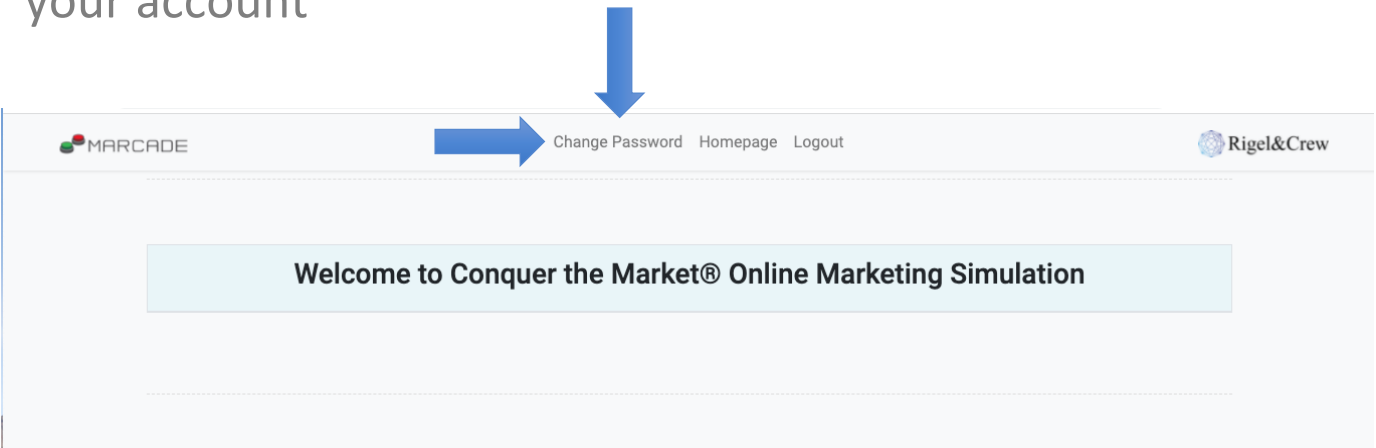 your account
MARCADE
Change Password Homepage Logout
Rigel&Crew
Welcome to Conquer the Market® Online Marketing Simulation